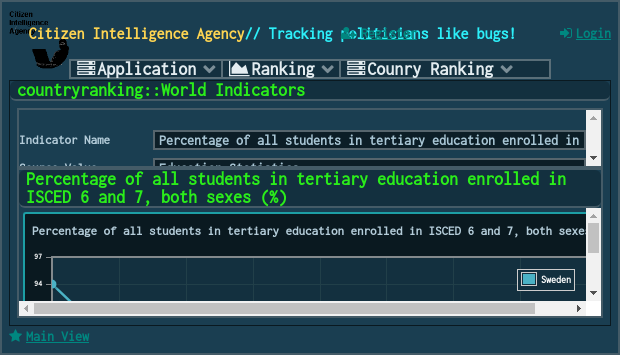 Citizen
Intelligence
Agency
Citizen Intelligence Agency// Tracking politicians like bugs!
Login
Application
Ranking
Counry Ranking
countryranking::World Indicators
Indicator Name
Percentage of all students in tertiary education enrolled in
Source Value
Education Statistics
Percentage of all students in tertiary education enrolled in
ISCED 6 and 7, both sexes (%)
Percentage of all students in tertiary education enrolled in ISCED 6 and 7, both sexes
97
94
Sweden
Main View